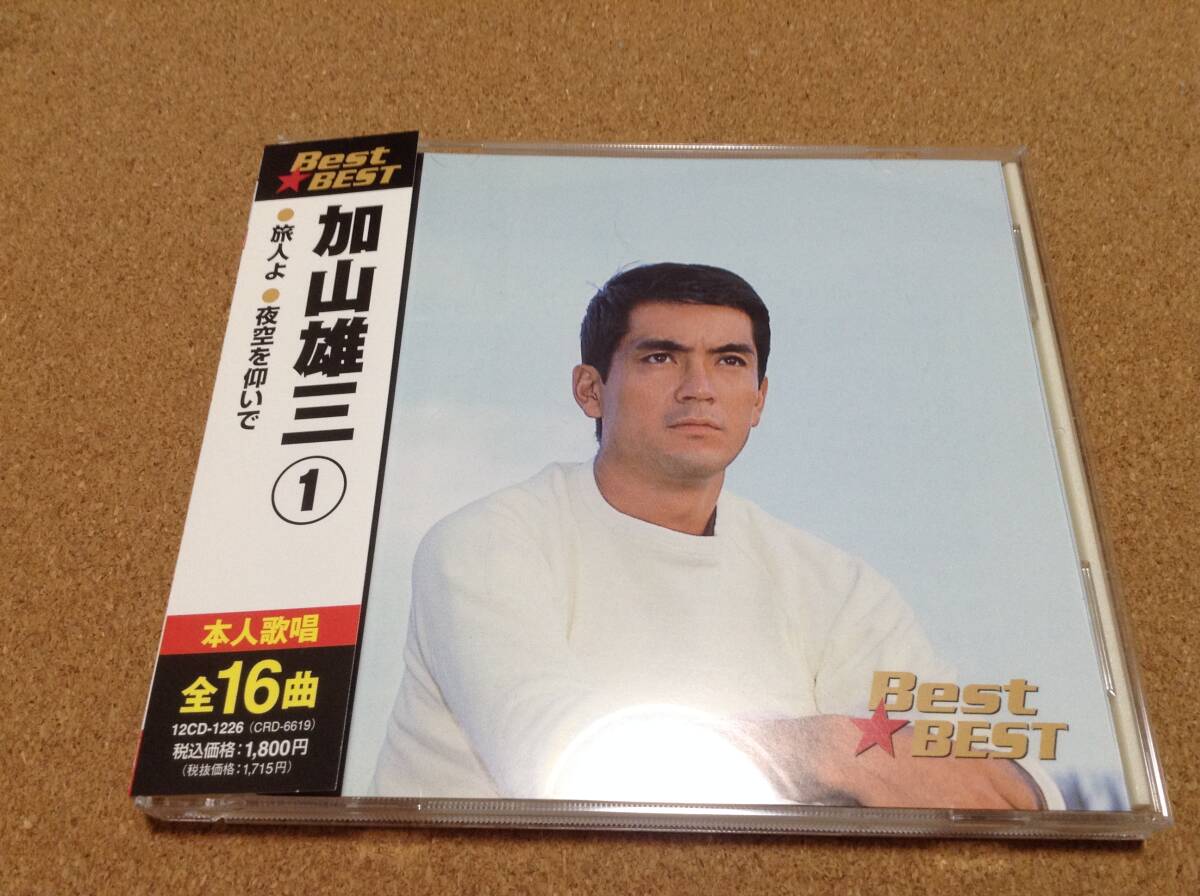 Best
★BEST
加山雄三①
●旅人よ ●夜空を仰いで
本人歌唱
全16曲
12CD-1226（CRD-6619）
税込価格：1,800円
（税抜価格：1,715円）
Best
★BEST